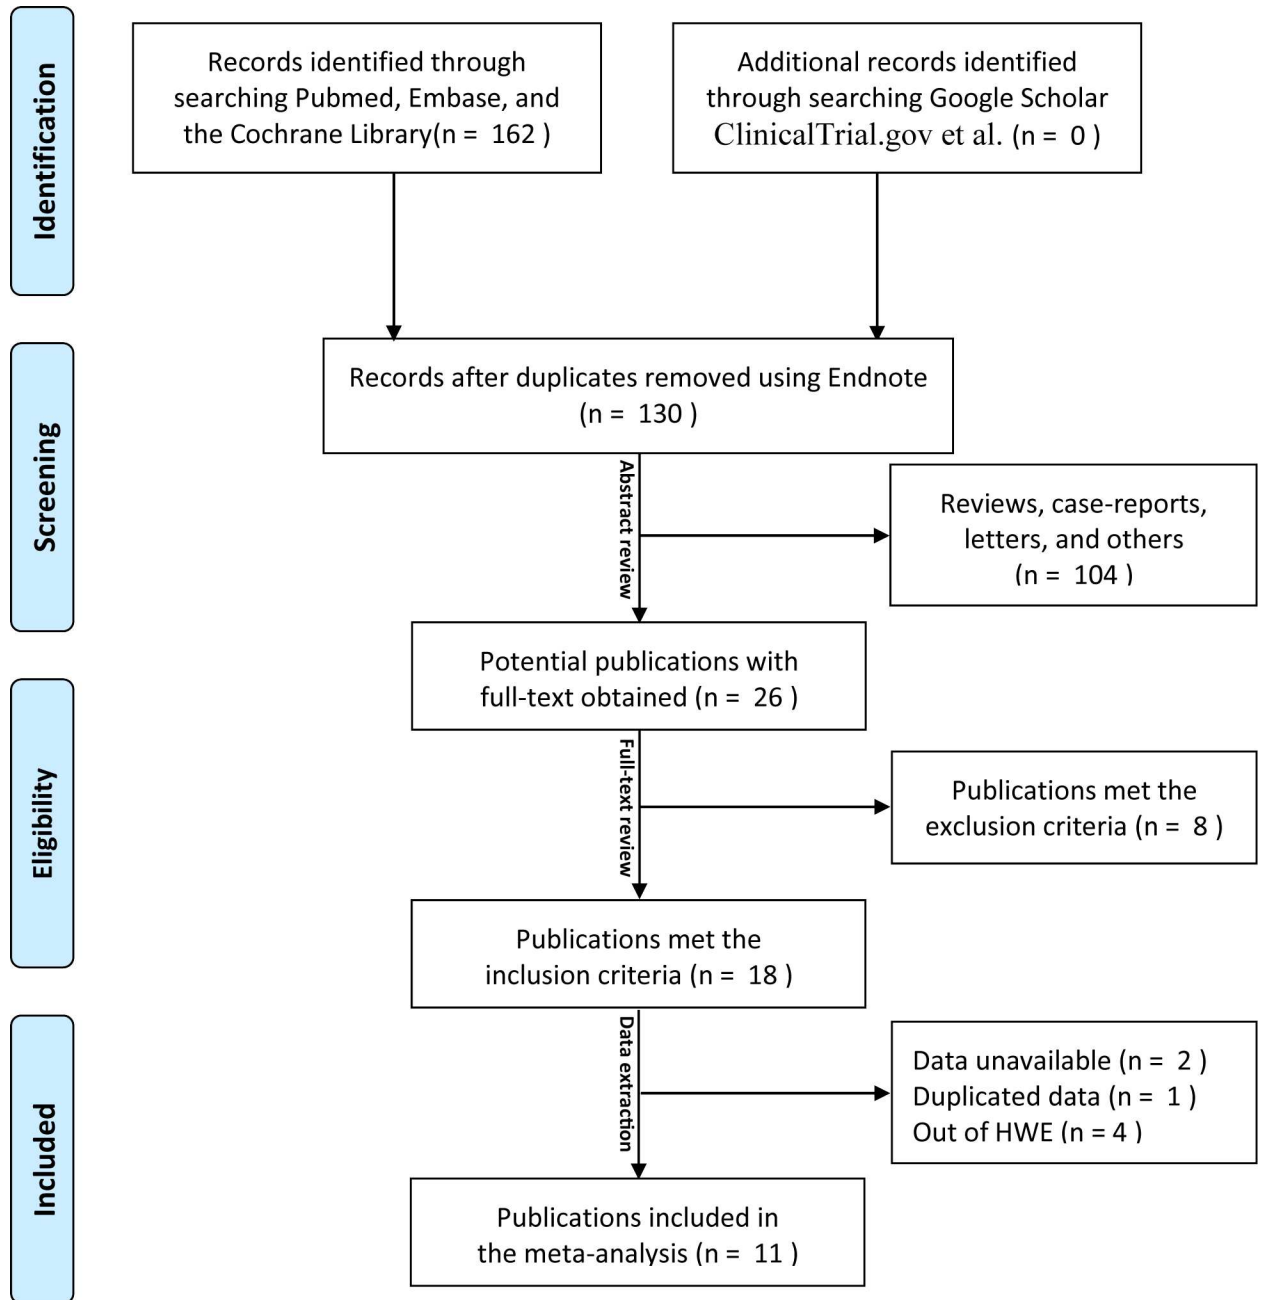 Identification
Records identified through
searching Pubmed, Embase, and
the Cochrane Library(n = 162 )
Additional records identified
through searching Google Scholar
ClinicalTrial.gov et al. (n = 0 )
Screening
Records after duplicates removed using Endnote
(n = 130 )
Abstract review
Reviews, case-reports,
letters, and others
(n = 104 )
Potential publications with
full-text obtained (n = 26 )
Eligibility
Full-text review
Publications met the
exclusion criteria (n = 8 )
Publications met the
inclusion criteria (n = 18 )
Included
Data extraction
Data unavailable (n = 2 )
Duplicated data (n = 1 )
Out of HWE (n = 4 )
Publications included in
the meta-analysis (n = 11 )